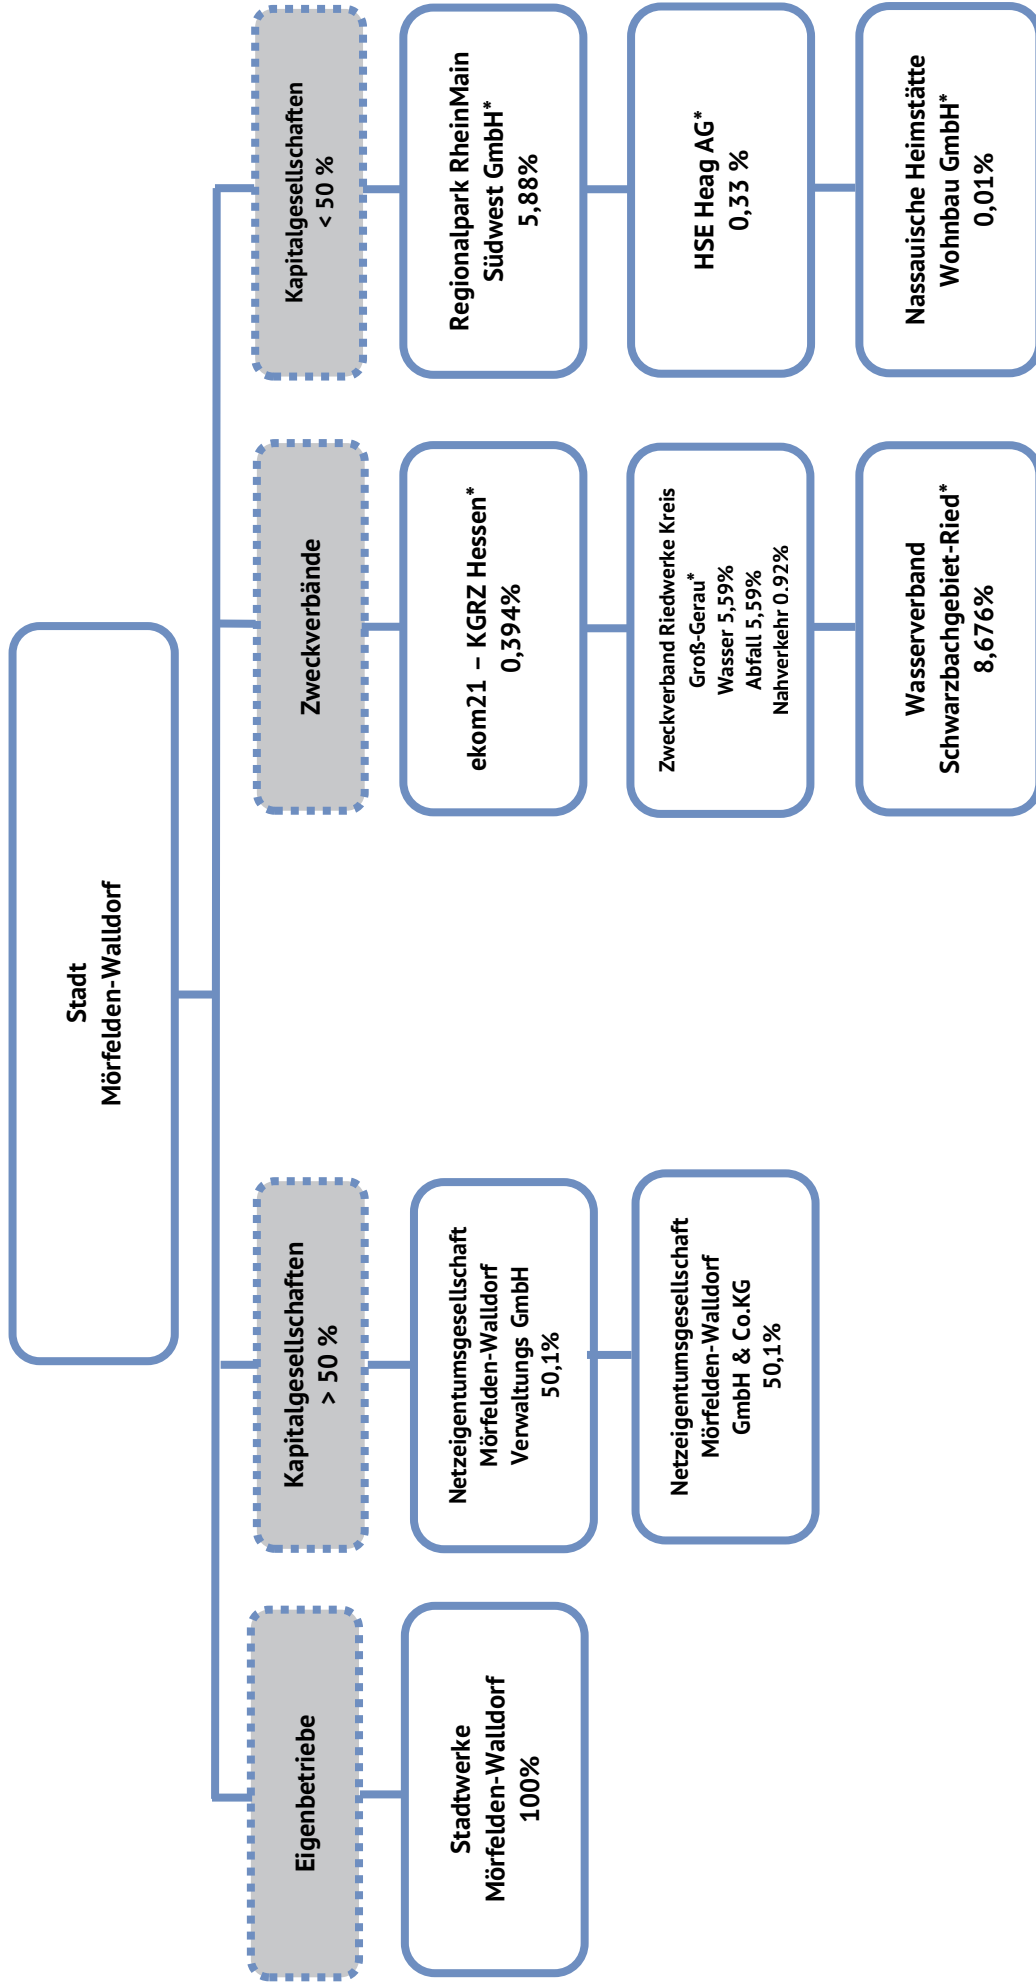 Stadt
Mörfelden-Walldorf
Eigenbetriebe
Stadtwerke
Mörfelden-Walldorf
100%
Kapitalgesellschaften
> 50 %
Netzeigentumsgesellschaft
Mörfelden-Walldorf
Verwaltungs GmbH
50,1%
Netzeigentumsgesellschaft
Mörfelden-Walldorf
GmbH & Co.KG
50,1%
Zweckverbände
ekom21 – KGRZ Hessen*
0,394%
Zweckverband Riedwerke Kreis
Groß-Gerau*
Wasser 5,59%
Abfall 5,59%
Nahverkehr 0.92%
Wasserverband
Schwarzbachgebiet-Ried*
8,676%
Kapitalgesellschaften
< 50 %
Regionalpark RheinMain
Südwest GmbH*
5,88%
HSE Heag AG*
0,33 %
Nassauische Heimstätte
Wohnbau GmbH*
0,01%